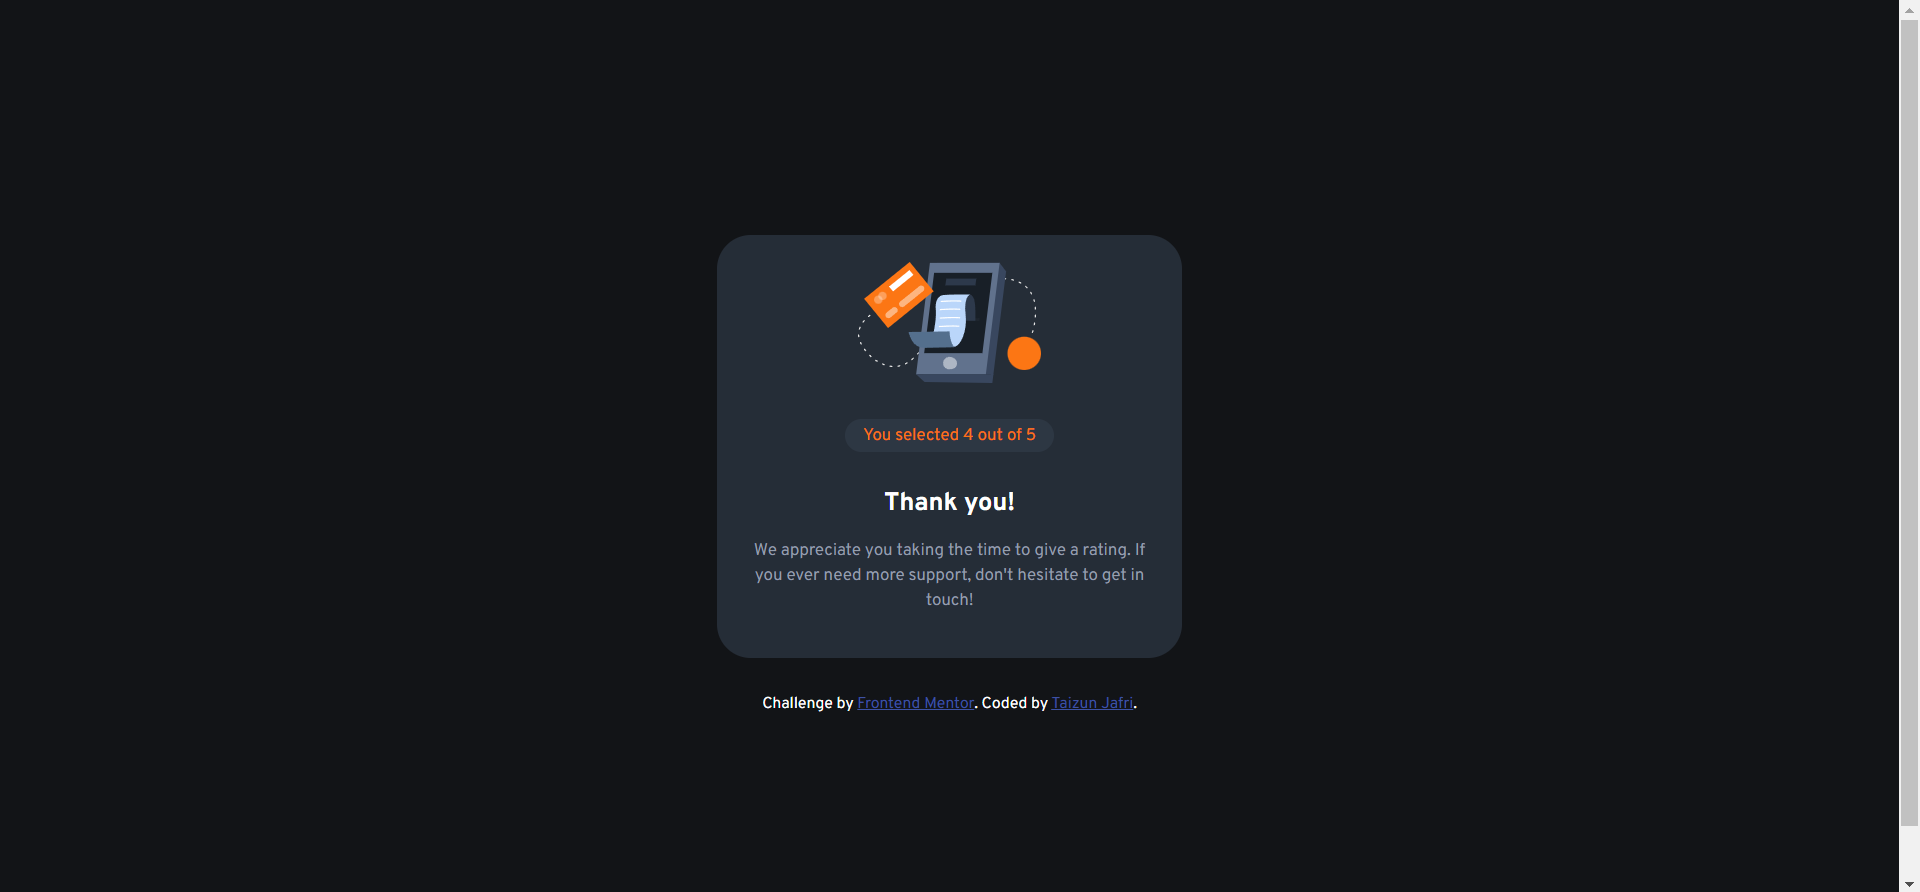 You selected 4 out of 5
Thank you!
We appreciate you taking the time to give a rating. If
you ever need more support, don't hesitate to get in
touch!
Challenge by Frontend Mentor. Coded by Taizun Jafri.